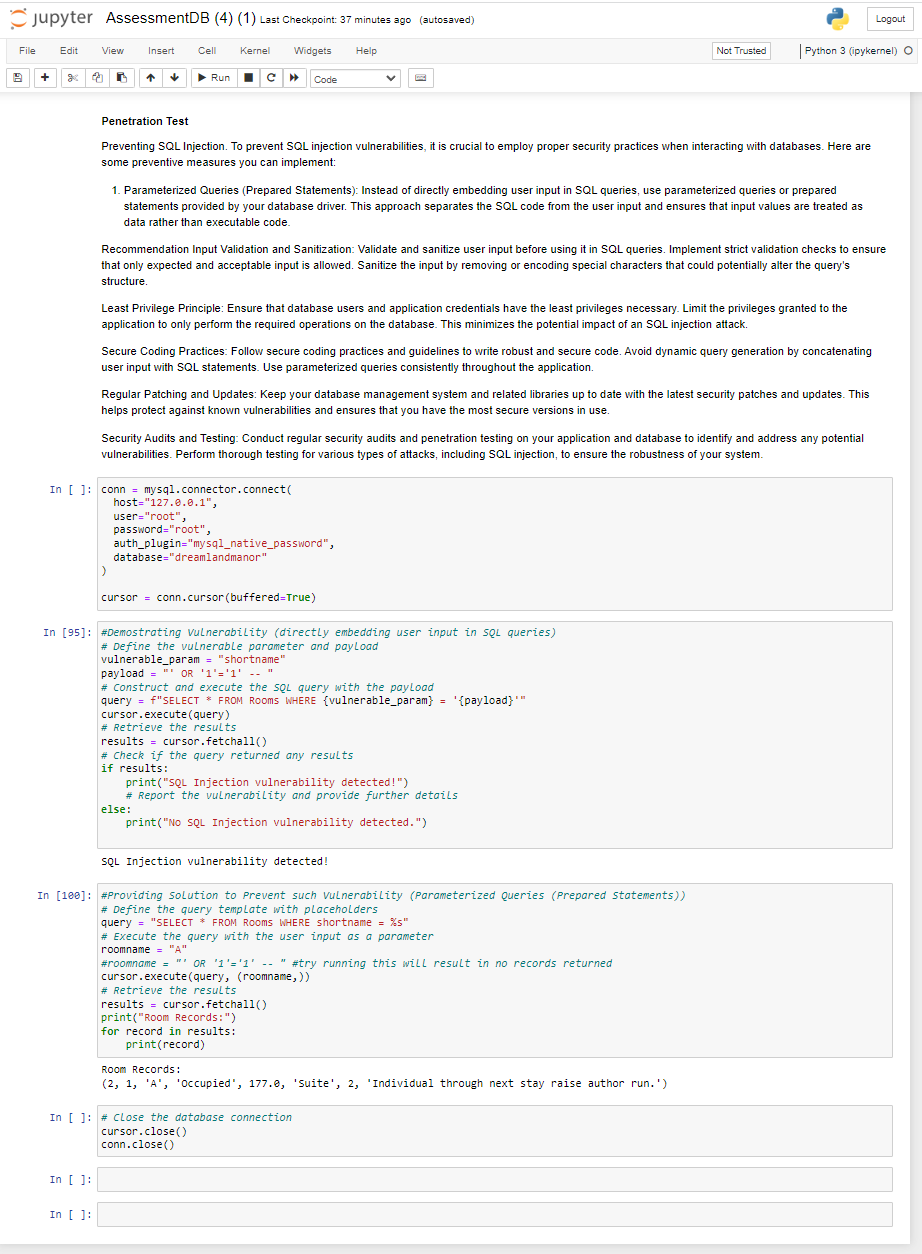 jupyter AssessmentDB (4) (1) Last Checkpoint: 37 minutes ago (autosaved)
Logout
File Edit View Insert Cell Kernel Widgets Help
Not Trusted
Python 3 (ipykernel)
Run
Code
Penetration Test
Preventing SQL Injection. To prevent SQL injection vulnerabilities, it is crucial to employ proper security practices when interacting with databases. Here are
some preventive measures you can implement:
1. Parameterized Queries (Prepared Statements): Instead of directly embedding user input in SQL queries, use parameterized queries or prepared
statements provided by your database driver. This approach separates the SQL code from the user input and ensures that input values are treated as
data rather than executable code.
Recommendation Input Validation and Sanitization: Validate and sanitize user input before using it in SQL queries. Implement strict validation checks to ensure
that only expected and acceptable input is allowed. Sanitize the input by removing or encoding special characters that could potentially alter the query's
structure.
Least Privilege Principle: Ensure that database users and application credentials have the least privileges necessary. Limit the privileges granted to the
application to only perform the required operations on the database. This minimizes the potential impact of an SQL injection attack.
Secure Coding Practices: Follow secure coding practices and guidelines to write robust and secure code. Avoid dynamic query generation by concatenating
user input with SQL statements. Use parameterized queries consistently throughout the application.
Regular Patching and Updates: Keep your database management system and related libraries up to date with the latest security patches and updates. This
helps protect against known vulnerabilities and ensures that you have the most secure versions in use.
Security Audits and Testing: Conduct regular security audits and penetration testing on your application and database to identify and address any potential
vulnerabilities. Perform thorough testing for various types of attacks, including SQL injection, to ensure the robustness of your system.
In [ ]: conn = mysql.connector.connect(
host="127.0.0.1",
user="root",
password="root",
auth_plugin="mysql_native_password",
database="dreamlandmanor"
)
cursor = conn.cursor(buffered=True)
In [95]: #Demostrating Vulnerability (directly embedding user input in SQL queries)
# Define the vulnerable parameter and payload
vulnerable_param = "shortname"
payload = "' OR '1'='1' -- "
# Construct and execute the SQL query with the payload
query = f"SELECT * FROM Rooms WHERE {vulnerable_param} = '{payload}'"
cursor.execute(query)
# Retrieve the results
results = cursor.fetchall()
# Check if the query returned any results
if results:
print("SQL Injection vulnerability detected!")
# Report the vulnerability and provide further details
else:
print("No SQL Injection vulnerability detected.")
SQL Injection vulnerability detected!
In [100]: #Providing Solution to Prevent such Vulnerability (Parameterized Queries (Prepared Statements))
# Define the query template with placeholders
query = "SELECT * FROM Rooms WHERE shortname = %s"
# Execute the query with the user input as a parameter
roomname = "A"
#roomname = "' OR '1'='1' -- " #try running this will result in no records returned
cursor.execute(query, (roomname,))
# Retrieve the results
results = cursor.fetchall()
print("Room Records:")
for record in results:
print(record)
Room Records:
(2, 1, 'A', 'Occupied', 177.0, 'Suite', 2, 'Individual through next stay raise author run.')
In [ ]: # Close the database connection
cursor.close()
conn.close()
In [ ]:
In [ ]: